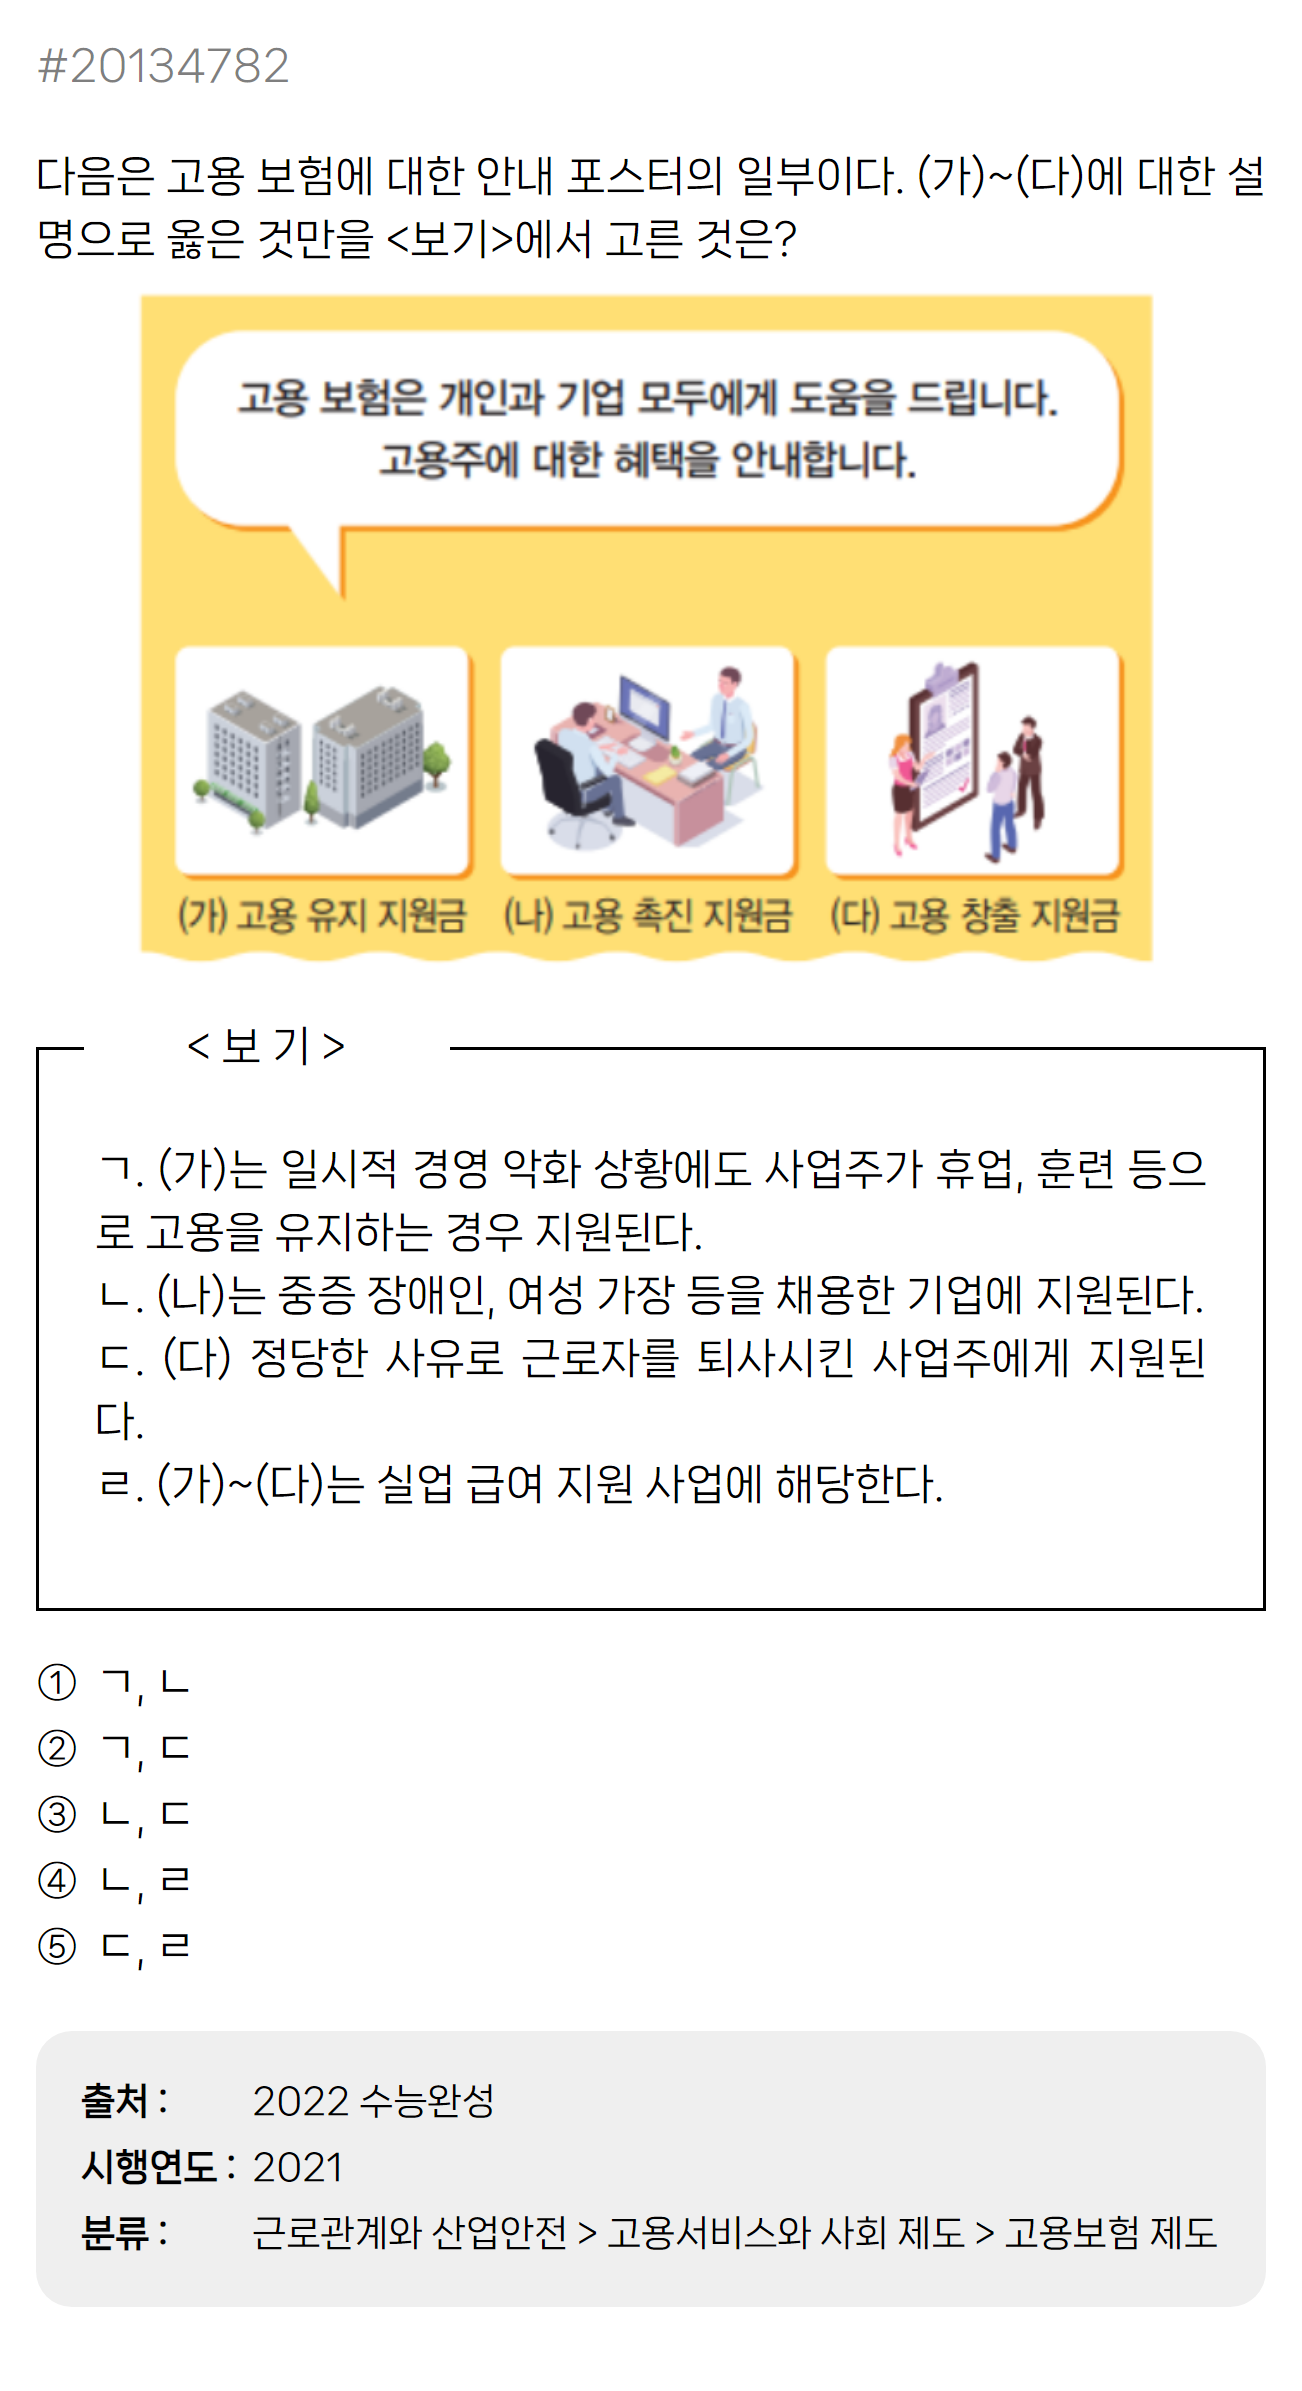 #20134782
다음은 고용 보험에 대한 안내 포스터의 일부이다. (가)~(다)에 대한 설
명으로 옳은 것만을 <보기>에서 고른 것은?
고용 보험은 개인과 기업 모두에게 도움을 드립니다.
고용주에 대한 혜택을 안내합니다.
(가) 고용 유지 지원금 (나) 고용 촉진 지원금 (다) 고용 창출 지원금
< 보 기 >
ㄱ. (가)는 일시적 경영 악화 상황에도 사업주가 휴업, 훈련 등으
로 고용을 유지하는 경우 지원된다.
ㄴ. (나)는 중증 장애인, 여성 가장 등을 채용한 기업에 지원된다.
ㄷ. (다) 정당한 사유로 근로자를 퇴사시킨 사업주에게 지원된
다.
ㄹ. (가)~(다)는 실업 급여 지원 사업에 해당한다.
① ㄱ, ㄴ
② ㄱ, ㄷ
③ ㄴ, ㄷ
④ ㄴ, ㄹ
⑤ ㄷ, ㄹ
출처 : 2022 수능완성
시행연도 : 2021
분류 : 근로관계와 산업안전 > 고용서비스와 사회 제도 > 고용보험 제도